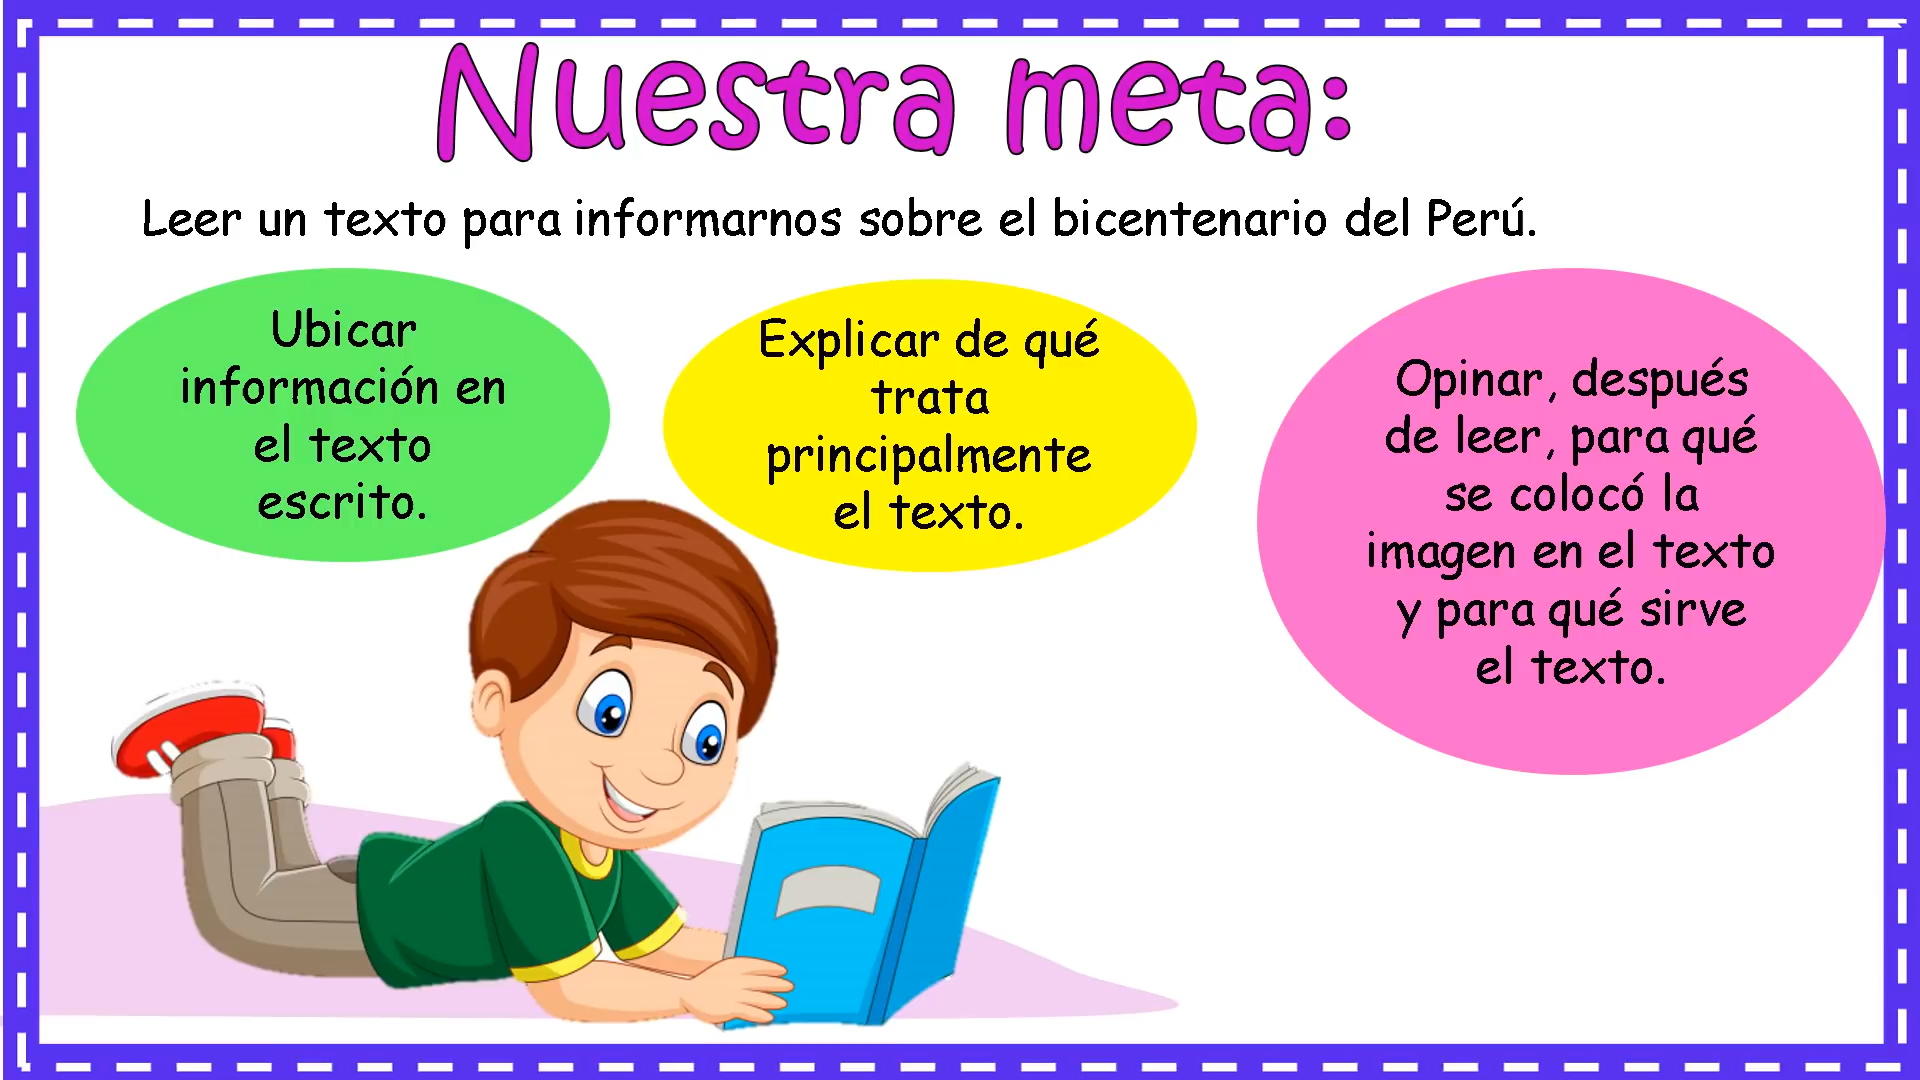 Nuestra meta:
Leer un texto para informarnos sobre el bicentenario del Perú.
Ubicar
información en
el texto
escrito.
Explicar de qué
trata
principalmente
el texto.
Opinar, después
de leer, para qué
se colocó la
imagen en el texto
y para qué sirve
el texto.